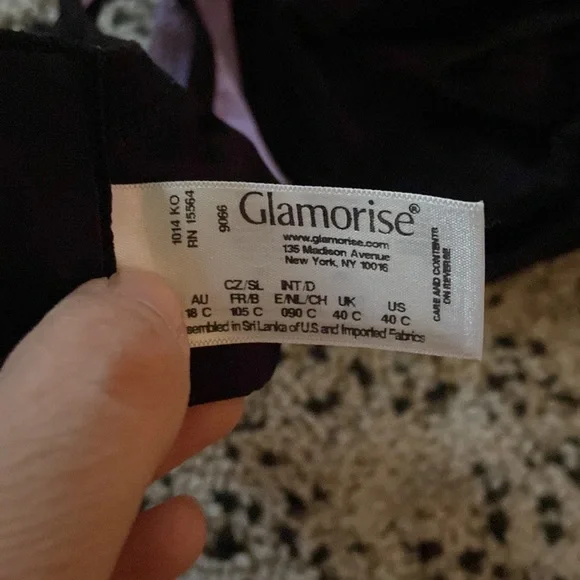 1014 KO
RN 15564
9066
Glamorise®
www.glamorise.com
135 Madison Avenue
New York, NY 10016
CARE AND CONTENT
ON REVERSE
CZ/SL INT/D
AU FR/B E/NL/CH UK US
18 C 105 C 090 C 40 C 40 C
sembled in Sri Lanka of U.S and Imported Fabrics